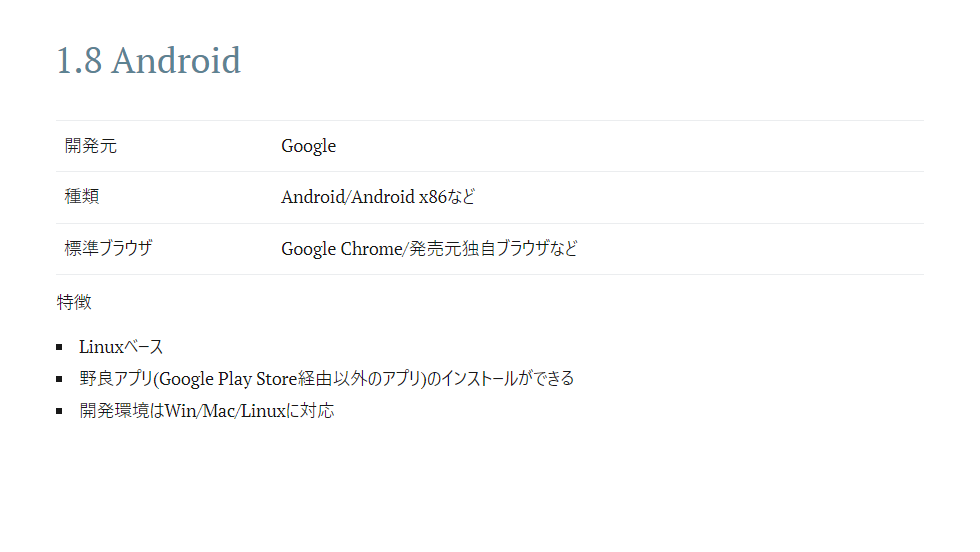 1.8 Android
開発元 Google
種類 Android/Android x86など
標準ブラウザ Google Chrome/発売元独自ブラウザなど
特徴
Linuxベース
野良アプリ(Google Play Store経由以外のアプリ)のインストールができる
開発環境はWin/Mac/Linuxに対応